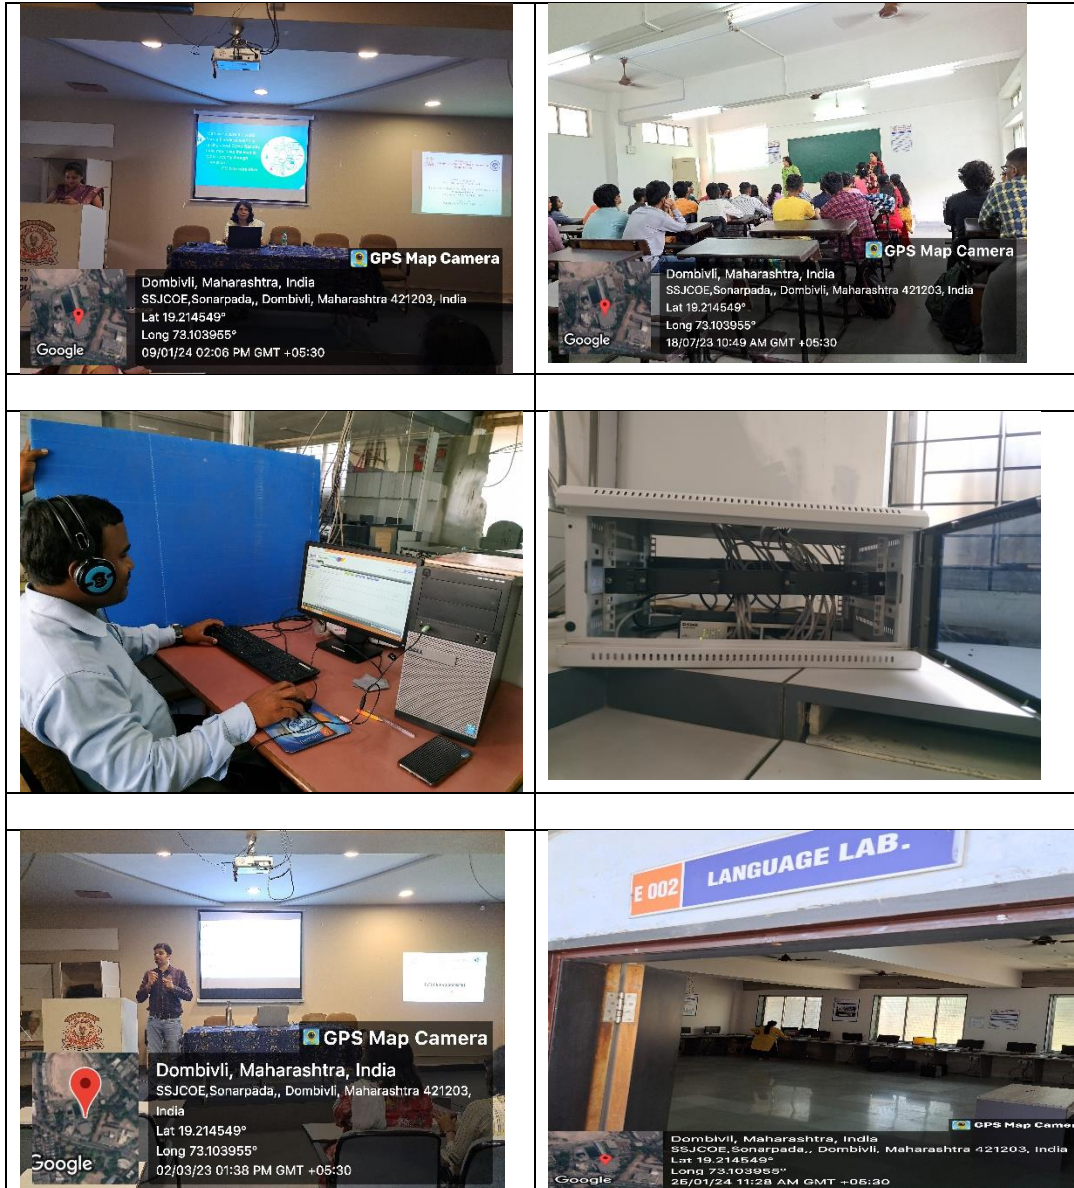 GPS Map Camera
Dombivli, Maharashtra, India
SSJCOE,Sonarpada,, Dombivli, Maharashtra 421203, India
Lat 19.214549°
Long 73.103955°
09/01/24 02:06 PM GMT +05:30
Google
GPS Map Camera
Dombivli, Maharashtra, India
SSJCOE,Sonarpada,, Dombivli, Maharashtra 421203, India
Lat 19.214549°
Long 73.103955°
18/07/23 10:49 AM GMT +05:30
Google
GPS Map Camera
Dombivli, Maharashtra, India
SSJCOE,Sonarpada,, Dombivli, Maharashtra 421203,
India
Lat 19.214549°
Long 73.103955°
02/03/23 01:38 PM GMT +05:30
Google
E 002
LANGUAGE LAB.
GPS Map Camer
Dombivli, Maharashtra, India
SSJCOE,Sonarpada,, Dombivli, Maharashtra 421203, India
Lat 19.214549°
Long 73.103955°
25/01/24 11:28 AM GMT +05:30
Google